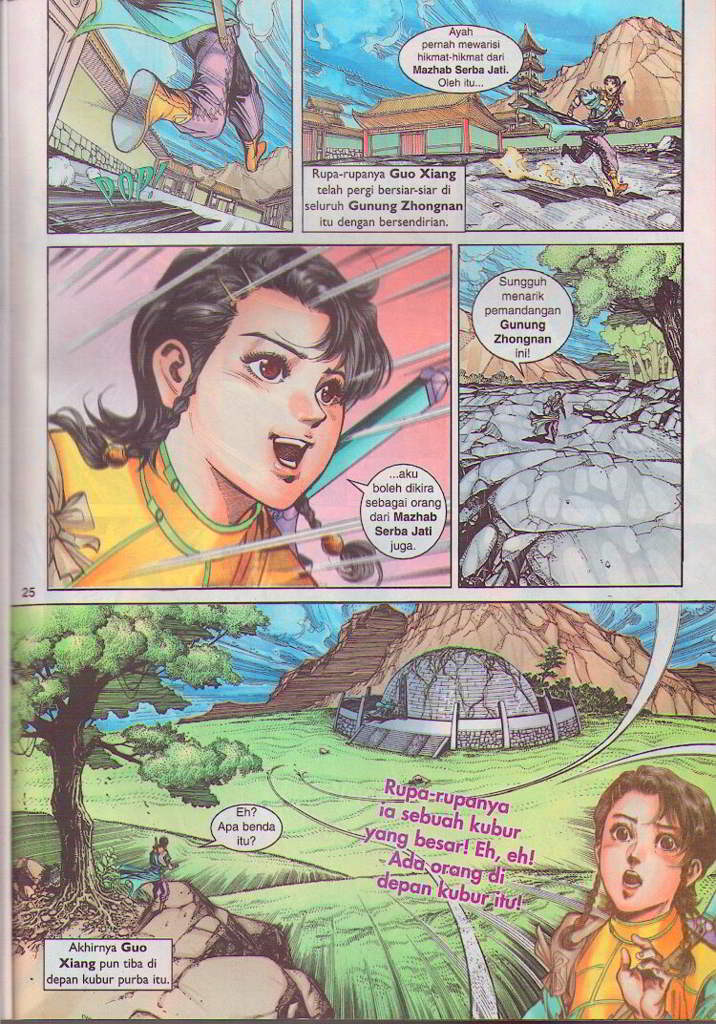 POP!
Ayah
pernah mewarisi
hikmat-hikmat dari
Mazhab Serba Jati.
Oleh itu...
Rupa-rupanya Guo Xiang
telah pergi bersiar-siar di
seluruh Gunung Zhongnan
itu dengan bersendirian.
...aku
boleh dikira
sebagai orang
dari Mazhab
Serba Jati
juga.
Sungguh
menarik
pemandangan
Gunung
Zhongnan
ini!
25
Eh?
Apa benda
itu?
Rupa-rupanya
ia sebuah kubur
yang besar! Eh, eh!
Ada orang di
depan kubur itu!
Akhirnya Guo
Xiang pun tiba di
depan kubur purba itu.